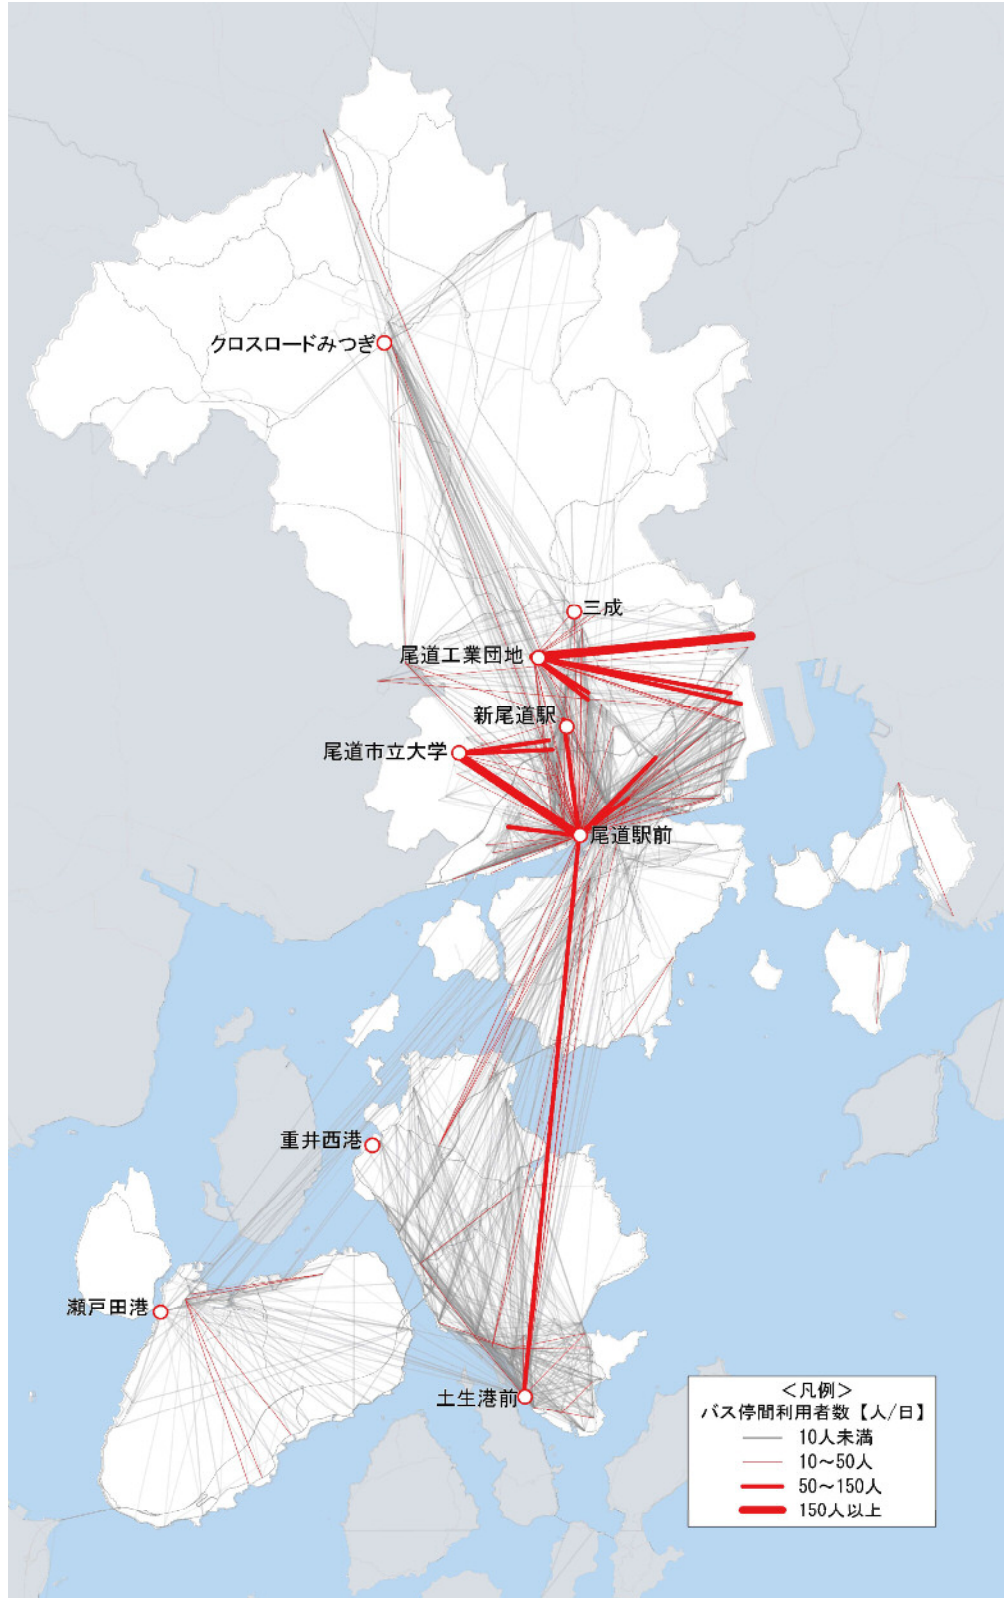 クロスロードみつぎ
三成
尾道工業団地
新尾道駅
尾道市立大学
尾道駅前
重井西港
瀬戸田港
土生港前
＜凡例＞
バス停間利用者数【人/日】
10人未満
10～50人
50～150人
150人以上